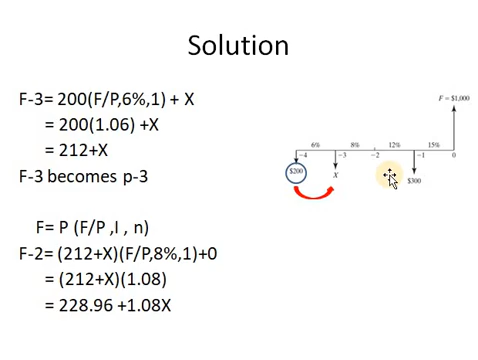 Solution
F-3= 200(F/P,6%,1) + X
= 200(1.06) +X
= 212+X
F-3 becomes p-3
F= P (F/P ,I , n)
F-2= (212+X)(F/P,8%,1)+0
= (212+X)(1.08)
= 228.96 +1.08X
F = $1,000
6% 8% 12% 15%
−4 −3 −2 −1 0
$200 X $300